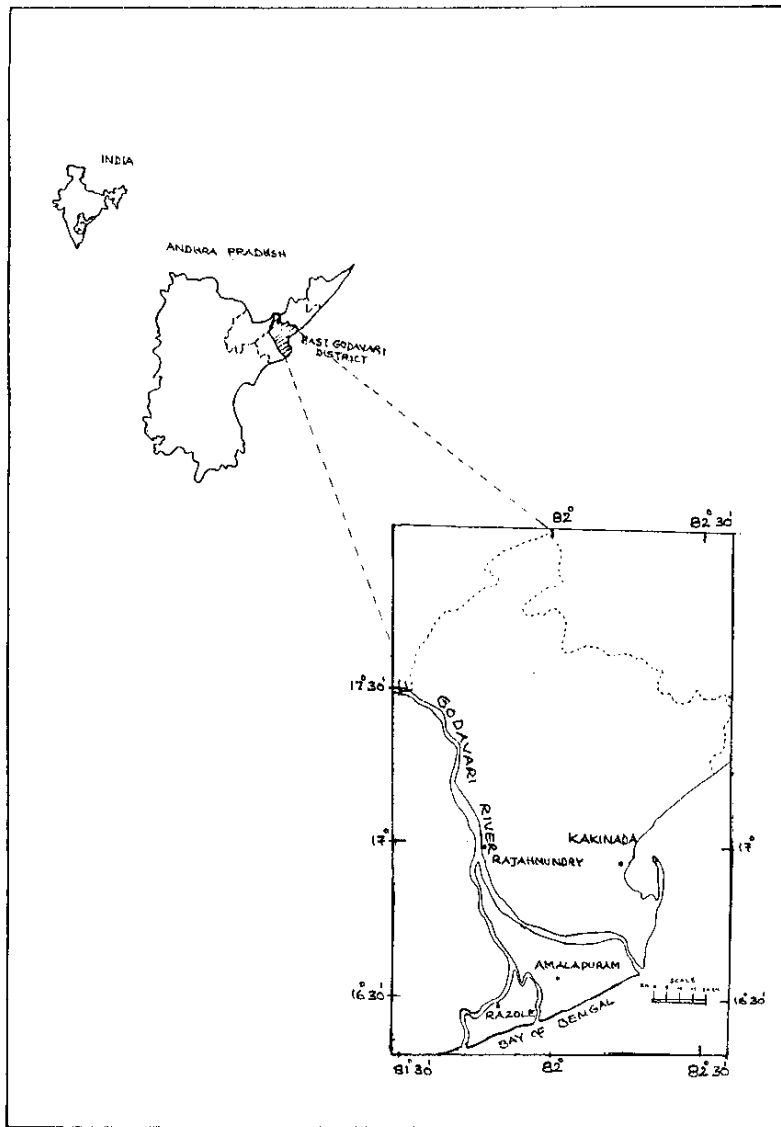 INDIA
ANDHRA PRADHSH
EAST GODAVARI
DISTRICT
82°
82° 30'
17° 30'
GODAVARI
RIVER
17°
KAKINADA
17°
RAJAHMUNDRY
AMALAPURAM
SCALE
16° 30'
16 30'
RAZOLE
BAY OF BENGAL
81° 30'
82°
82° 30'